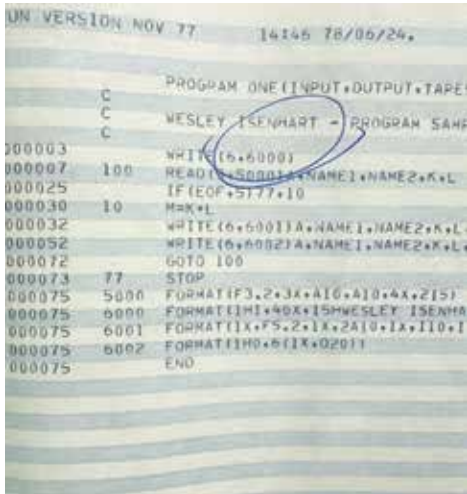 UN VERSION NOV 77 14:46 78/06/24.
PROGRAM ONE(INPUT,OUTPUT,TAPE5
C
C WESLEY ISENHART - PROGRAM SAMP
C
000003 WRITE(6,6000)
000007 100 READ(5,5000)A,NAME1,NAME2,K,L
000025 IF(EOF,5)77,10
000030 10 M=K+L
000032 WRITE(6,6001)A,NAME1,NAME2,K,L,
000052 WRITE(6,6002)A,NAME1,NAME2,K,L,
000072 GOTO 100
000073 77 STOP
000075 5000 FORMAT(F3.2,3X,A10,A10,4X,2I5)
000075 6000 FORMAT(1H1,40X,15HWESLEY ISENHA
000075 6001 FORMAT(1X,F5.2,1X,2A10,1X,I10,1
000075 6002 FORMAT(1H0,6(1X,O20))
000075 END